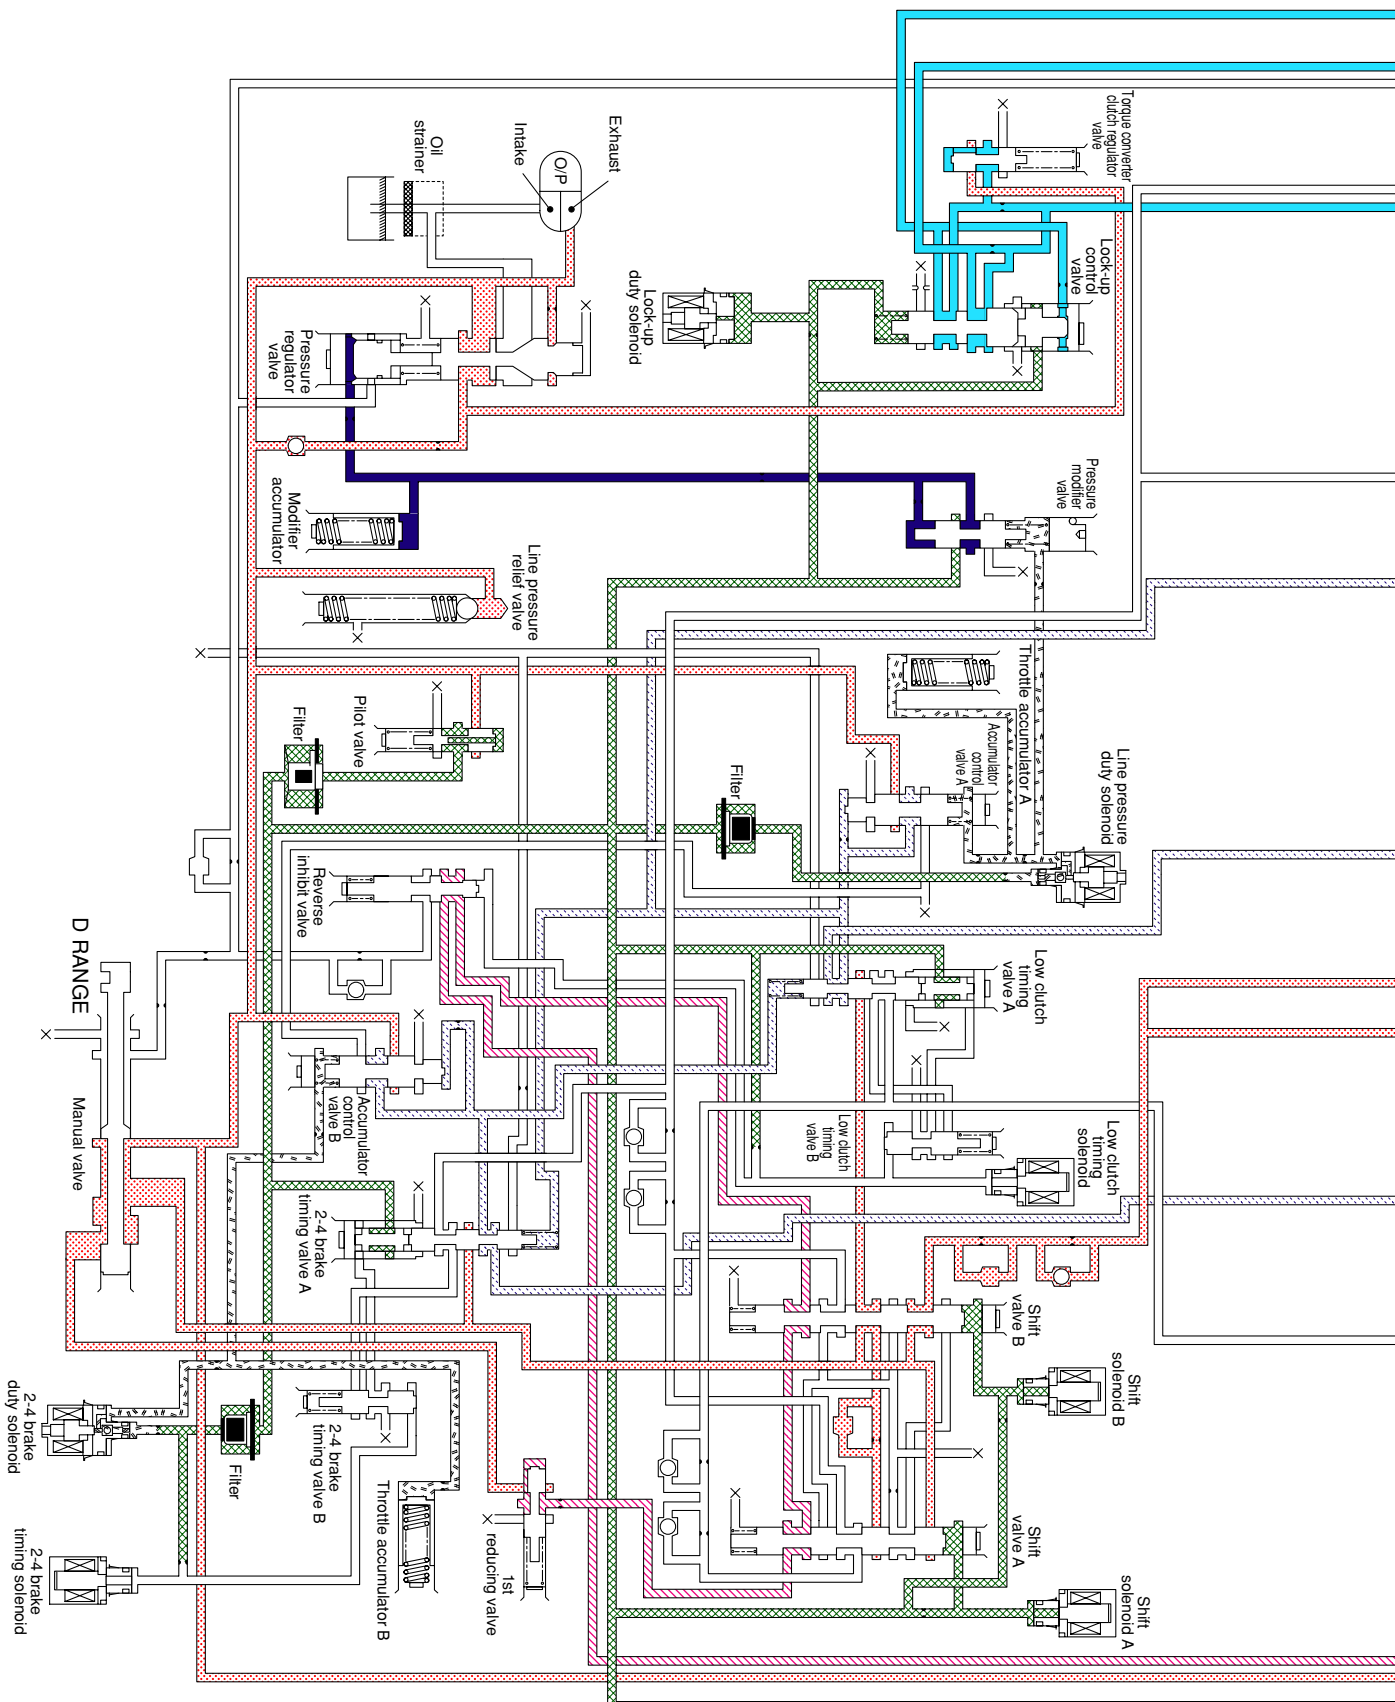 Torque converter
clutch regulator
valve
Exhaust
Intake
O/P
Oil
strainer
Lock-up
control
valve
Lock-up
duty solenoid
Pressure
regulator
valve
Pressure
modifier
valve
Modifier
accumulator
Line pressure
relief valve
Throttle accumulator A
Pilot valve
Filter
Filter
Accumulator
control
valve A
Line pressure
duty solenoid
Reverse
inhibit valve
D RANGE
Low clutch
timing
valve A
Manual valve
Accumulator
control
valve B
Low clutch
timing
valve B
Low clutch
timing
solenoid
2-4 brake
timing valve A
Shift
valve B
Shift
solenoid B
2-4 brake
duty solenoid
Filter
2-4 brake
timing valve B
Throttle accumulator B
1st
reducing valve
Shift
valve A
Shift
solenoid A
2-4 brake
timing solenoid